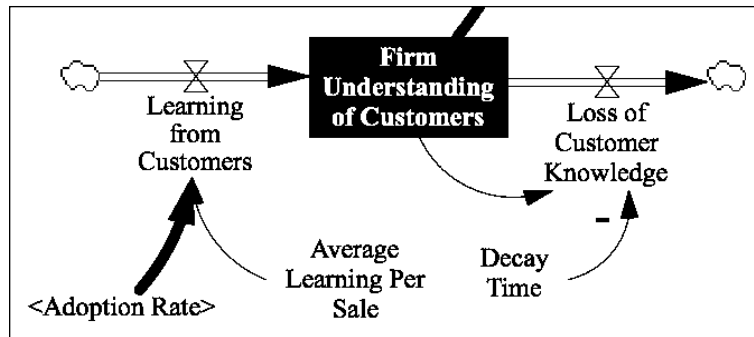 Firm
Understanding
of Customers
Learning
from
Customers
Loss of
Customer
Knowledge
Average
Learning Per
Sale
Decay
Time
-
<Adoption Rate>